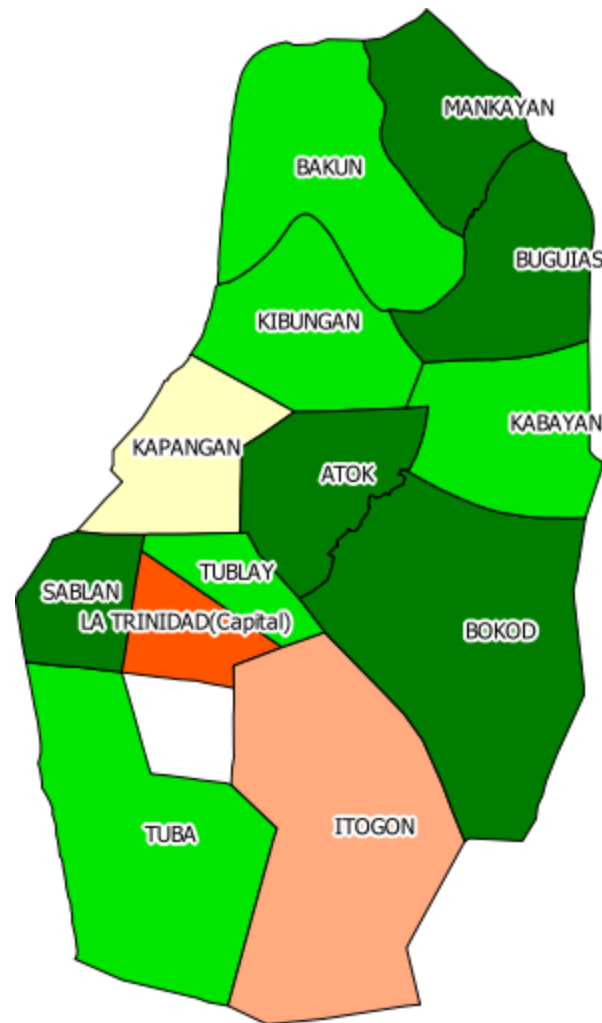 MANKAYAN
BAKUN
BUGUIAS
KIBUNGAN
KABAYAN
KAPANGAN
ATOK
TUBLAY
SABLAN
LA TRINIDAD(Capital)
BOKOD
ITOGON
TUBA